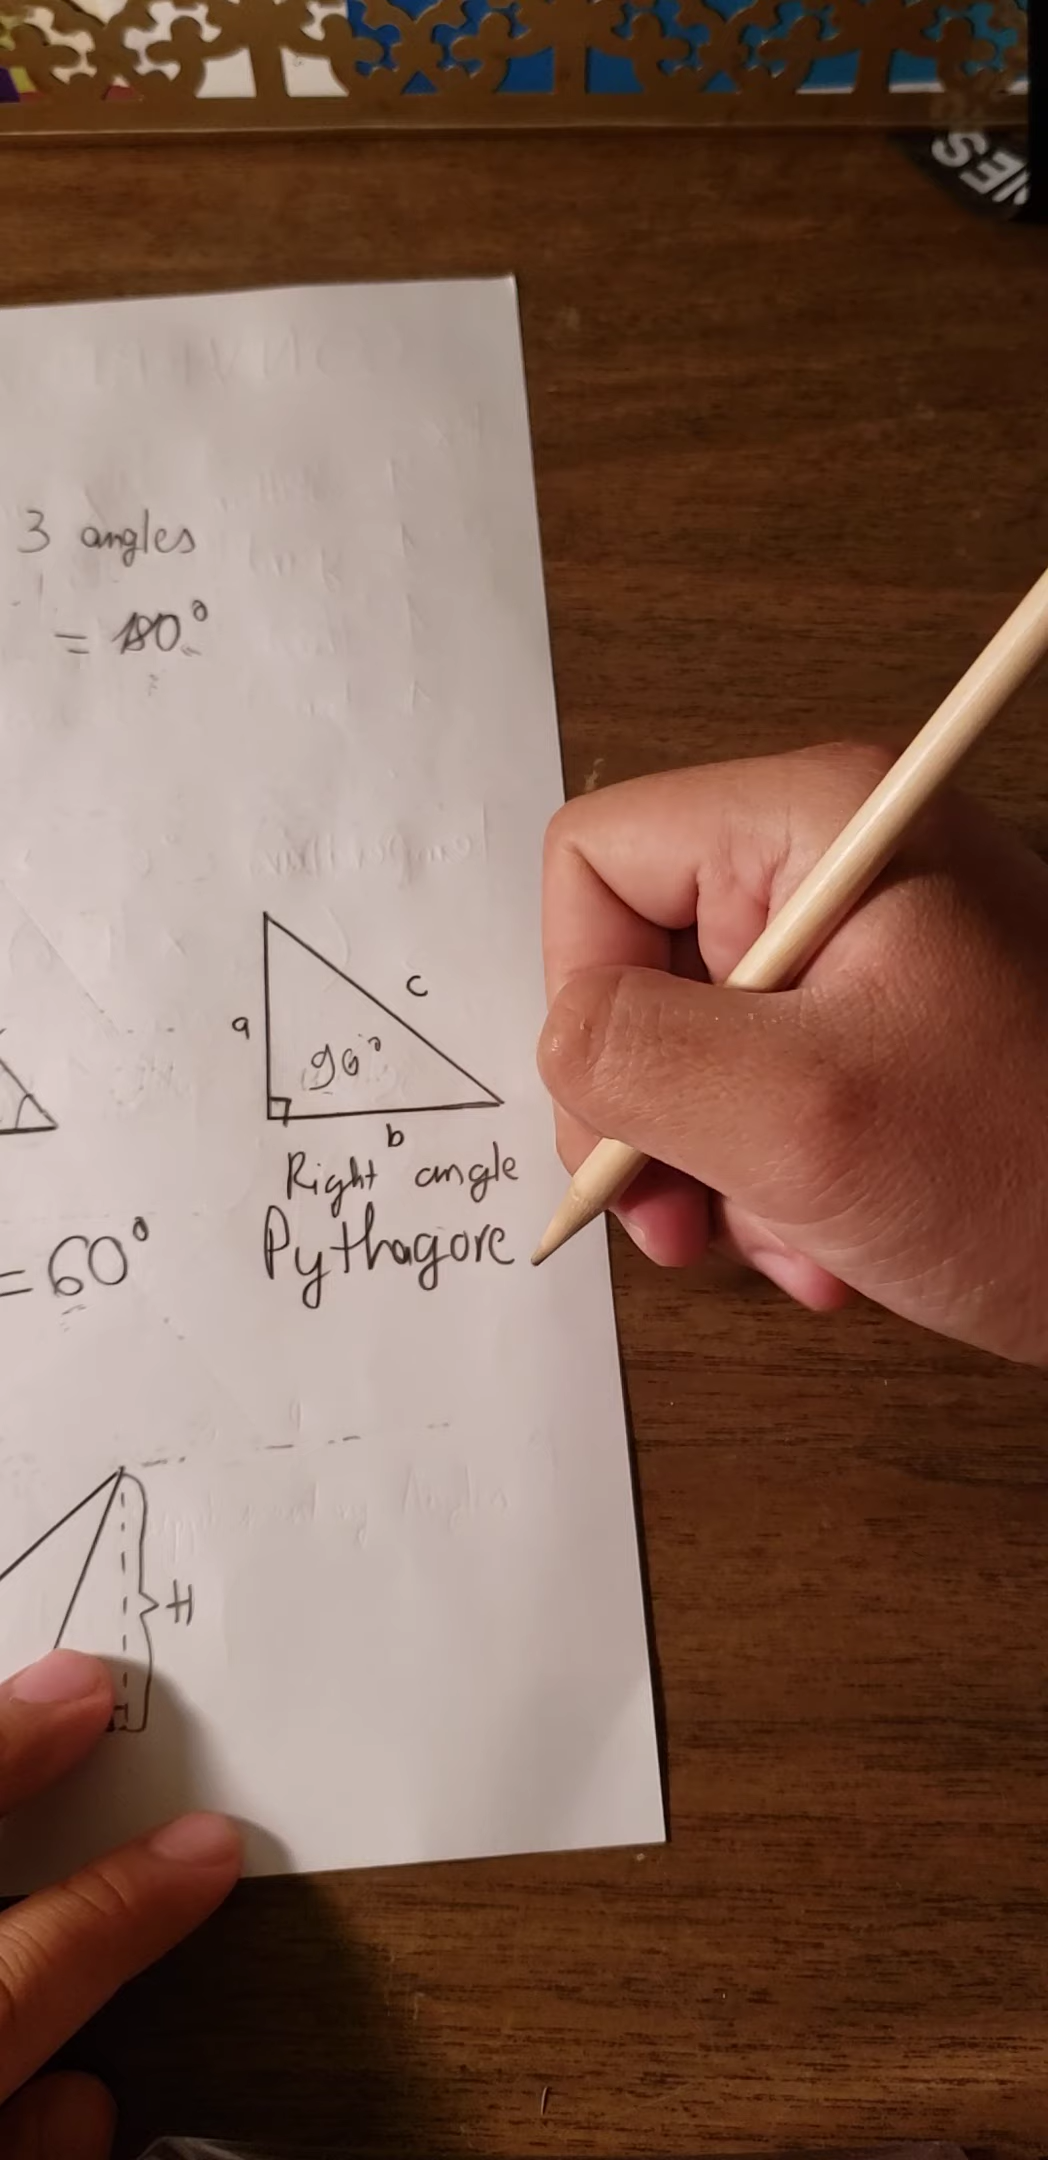 3 angles
= 180°
a
c
90°
b
Right angle
= 60°
Pythagore
H